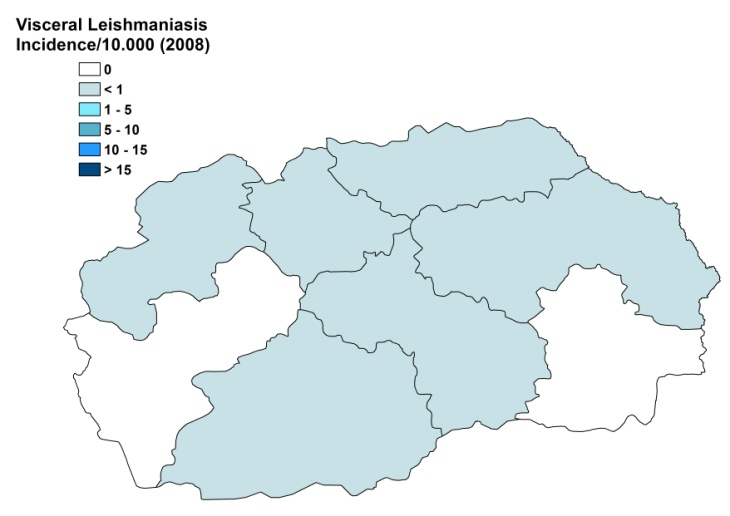 Visceral Leishmaniasis
Incidence/10.000 (2008)
0
< 1
1 - 5
5 - 10
10 - 15
> 15